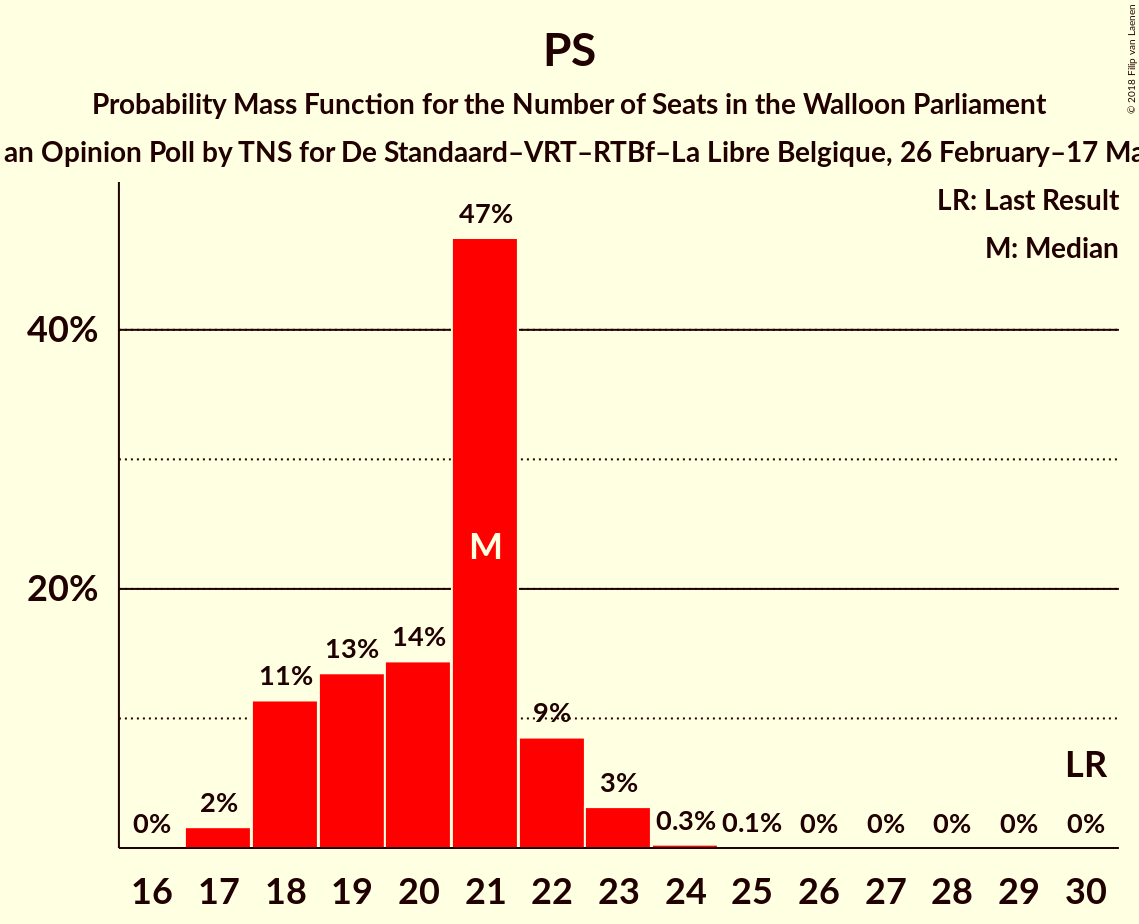 PS
Probability Mass Function for the Number of Seats in the Walloon Parliament
an Opinion Poll by TNS for De Standaard–VRT–RTBf–La Libre Belgique, 26 February–17 Ma
© 2018 Filip van Laenen
LR: Last Result
M: Median
47%
40%
M
20%
14%
13%
11%
9%
LR
3%
2%
0% 0.3% 0.1% 0% 0% 0% 0% 0%
16 17 18 19 20 21 22 23 24 25 26 27 28 29 30